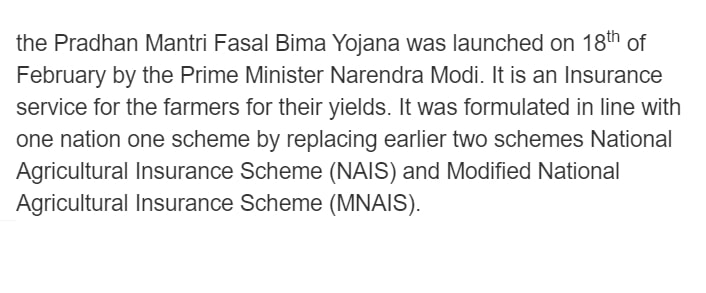 the Pradhan Mantri Fasal Bima Yojana was launched on 18th of
February by the Prime Minister Narendra Modi. It is an Insurance
service for the farmers for their yields. It was formulated in line with
one nation one scheme by replacing earlier two schemes National
Agricultural Insurance Scheme (NAIS) and Modified National
Agricultural Insurance Scheme (MNAIS).